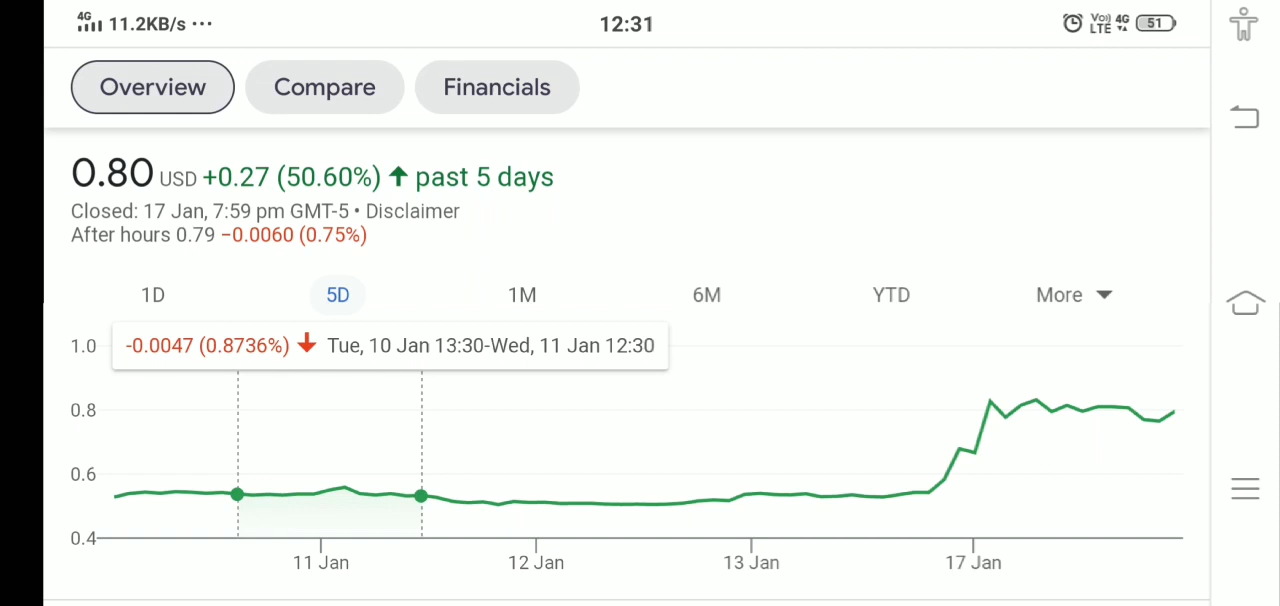 4G 11.2KB/s ··· 12:31 Vo)) LTE 4G 51
Overview Compare Financials
0.80 USD +0.27 (50.60%) ↑ past 5 days
Closed: 17 Jan, 7:59 pm GMT-5 • Disclaimer
After hours 0.79 −0.0060 (0.75%)
1D 5D 1M 6M YTD More
-0.0047 (0.8736%) ↓ Tue, 10 Jan 13:30-Wed, 11 Jan 12:30
1.0
0.8
0.6
0.4
11 Jan 12 Jan 13 Jan 17 Jan